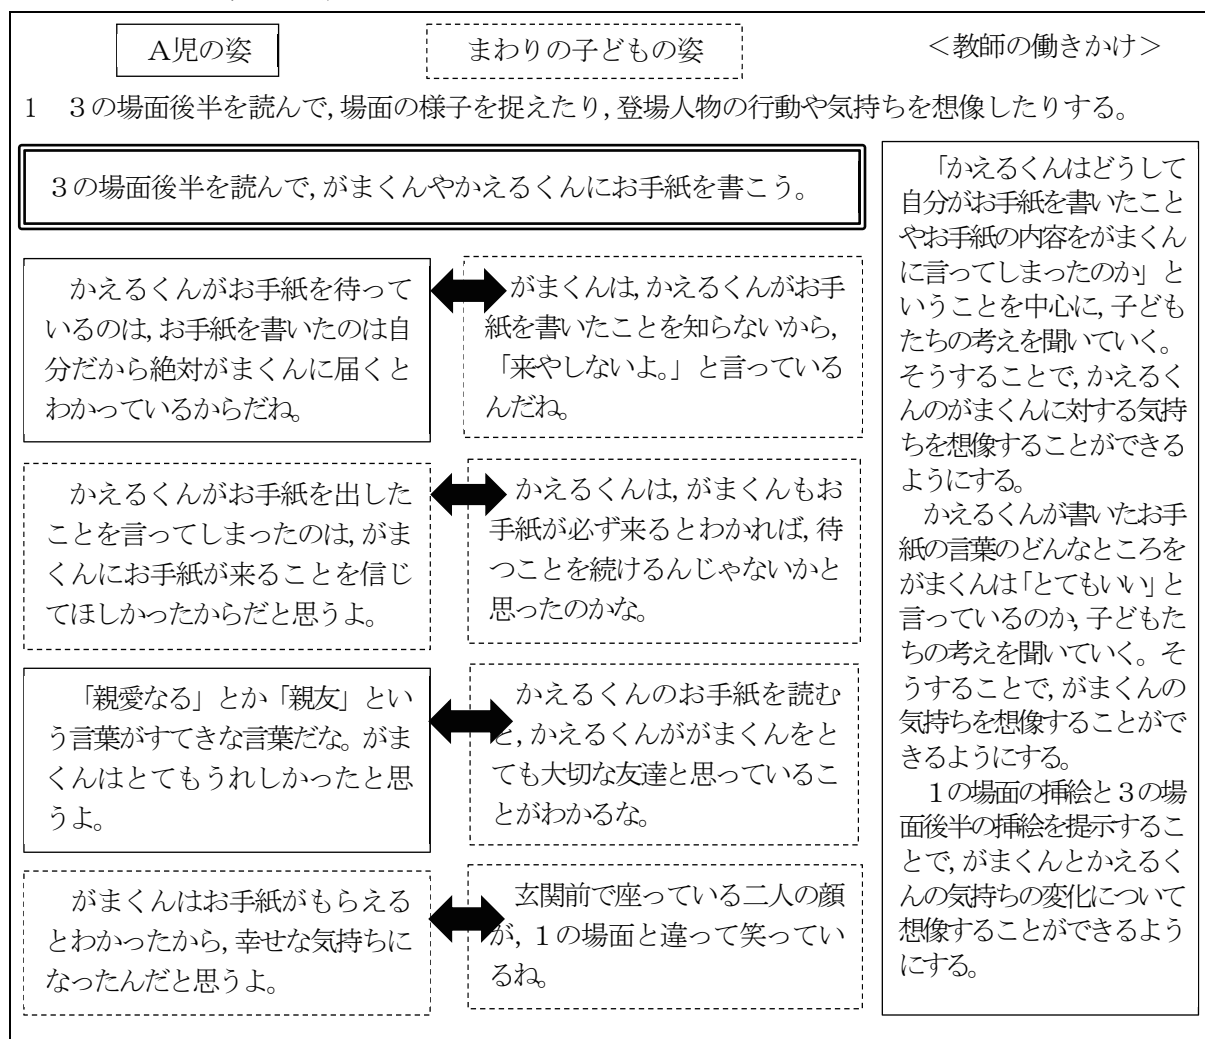 A児の姿
まわりの子どもの姿
＜教師の働きかけ＞
1　3の場面後半を読んで,場面の様子を捉えたり,登場人物の行動や気持ちを想像したりする。
3の場面後半を読んで,がまくんやかえるくんにお手紙を書こう。
かえるくんがお手紙を待って
いるのは,お手紙を書いたのは自
分だから絶対がまくんに届くと
わかっているからだね。
がまくんは,かえるくんがお手
紙を書いたことを知らないから,
「来やしないよ。」と言っている
んだね。
かえるくんがお手紙を出した
ことを言ってしまったのは,がま
くんにお手紙が来ることを信じ
てほしかったからだと思うよ。
かえるくんは,がまくんもお
手紙が必ず来るとわかれば,待
つことを続けるんじゃないかと
思ったのかな。
「親愛なる」とか「親友」とい
う言葉がすてきな言葉だな。がま
くんはとてもうれしかったと思
うよ。
かえるくんのお手紙を読む
と,かえるくんががまくんをと
ても大切な友達と思っているこ
とがわかるな。
がまくんはお手紙がもらえる
とわかったから,幸せな気持ちに
なったんだと思うよ。
玄関前で座っている二人の顔
が,1の場面と違って笑ってい
るね。
「かえるくんはどうして
自分がお手紙を書いたこと
やお手紙の内容をがまくん
に言ってしまったのか」と
いうことを中心に,子ども
たちの考えを聞いていく。
そうすることで,かえるく
んのがまくんに対する気持
ちを想像することができる
ようにする。
かえるくんが書いたお手
紙の言葉のどんなところを
がまくんは「とてもいい」と
言っているのか,子どもた
ちの考えを聞いていく。そ
うすることで,がまくんの
気持ちを想像することがで
きるようにする。
1の場面の挿絵と3の場
面後半の挿絵を提示するこ
とで,がまくんとかえるく
んの気持ちの変化について
想像することができるよう
にする。